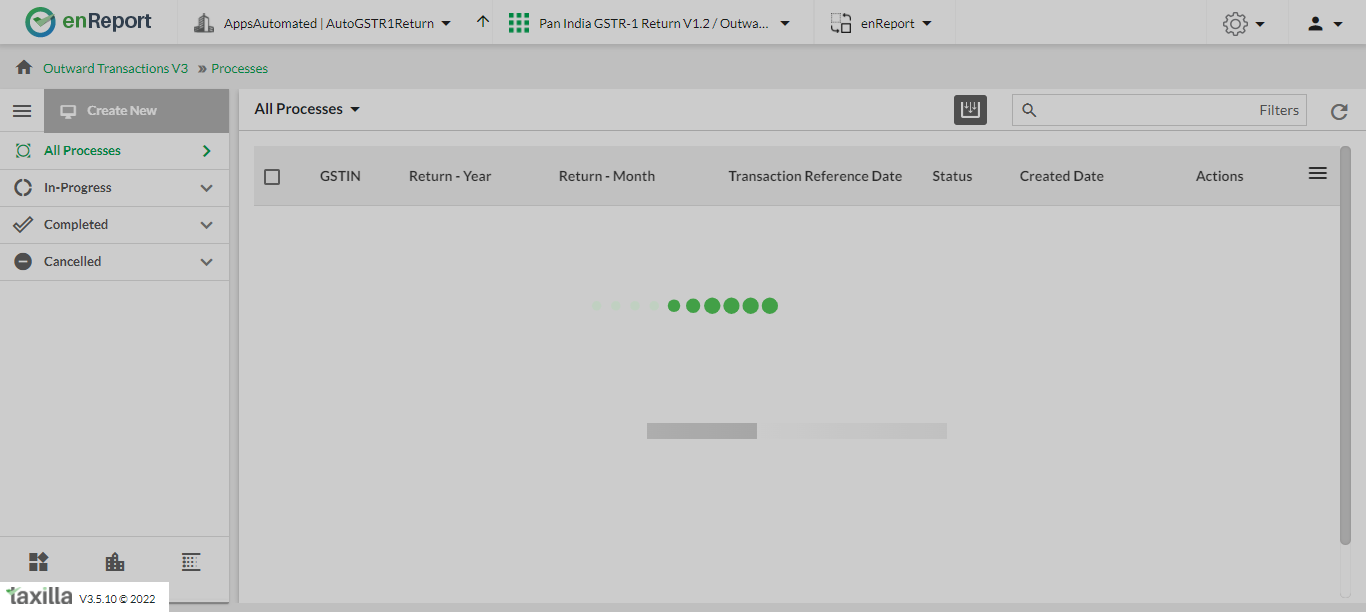 enReport
AppsAutomated | AutoGSTR1Return
Pan India GSTR-1 Return V1.2 / Outwa...
enReport
Outward Transactions V3 » Processes
Create New
All Processes
In-Progress
Completed
Cancelled
All Processes
Filters
GSTIN Return - Year Return - Month Transaction Reference Date Status Created Date Actions
taxilla V3.5.10 © 2022